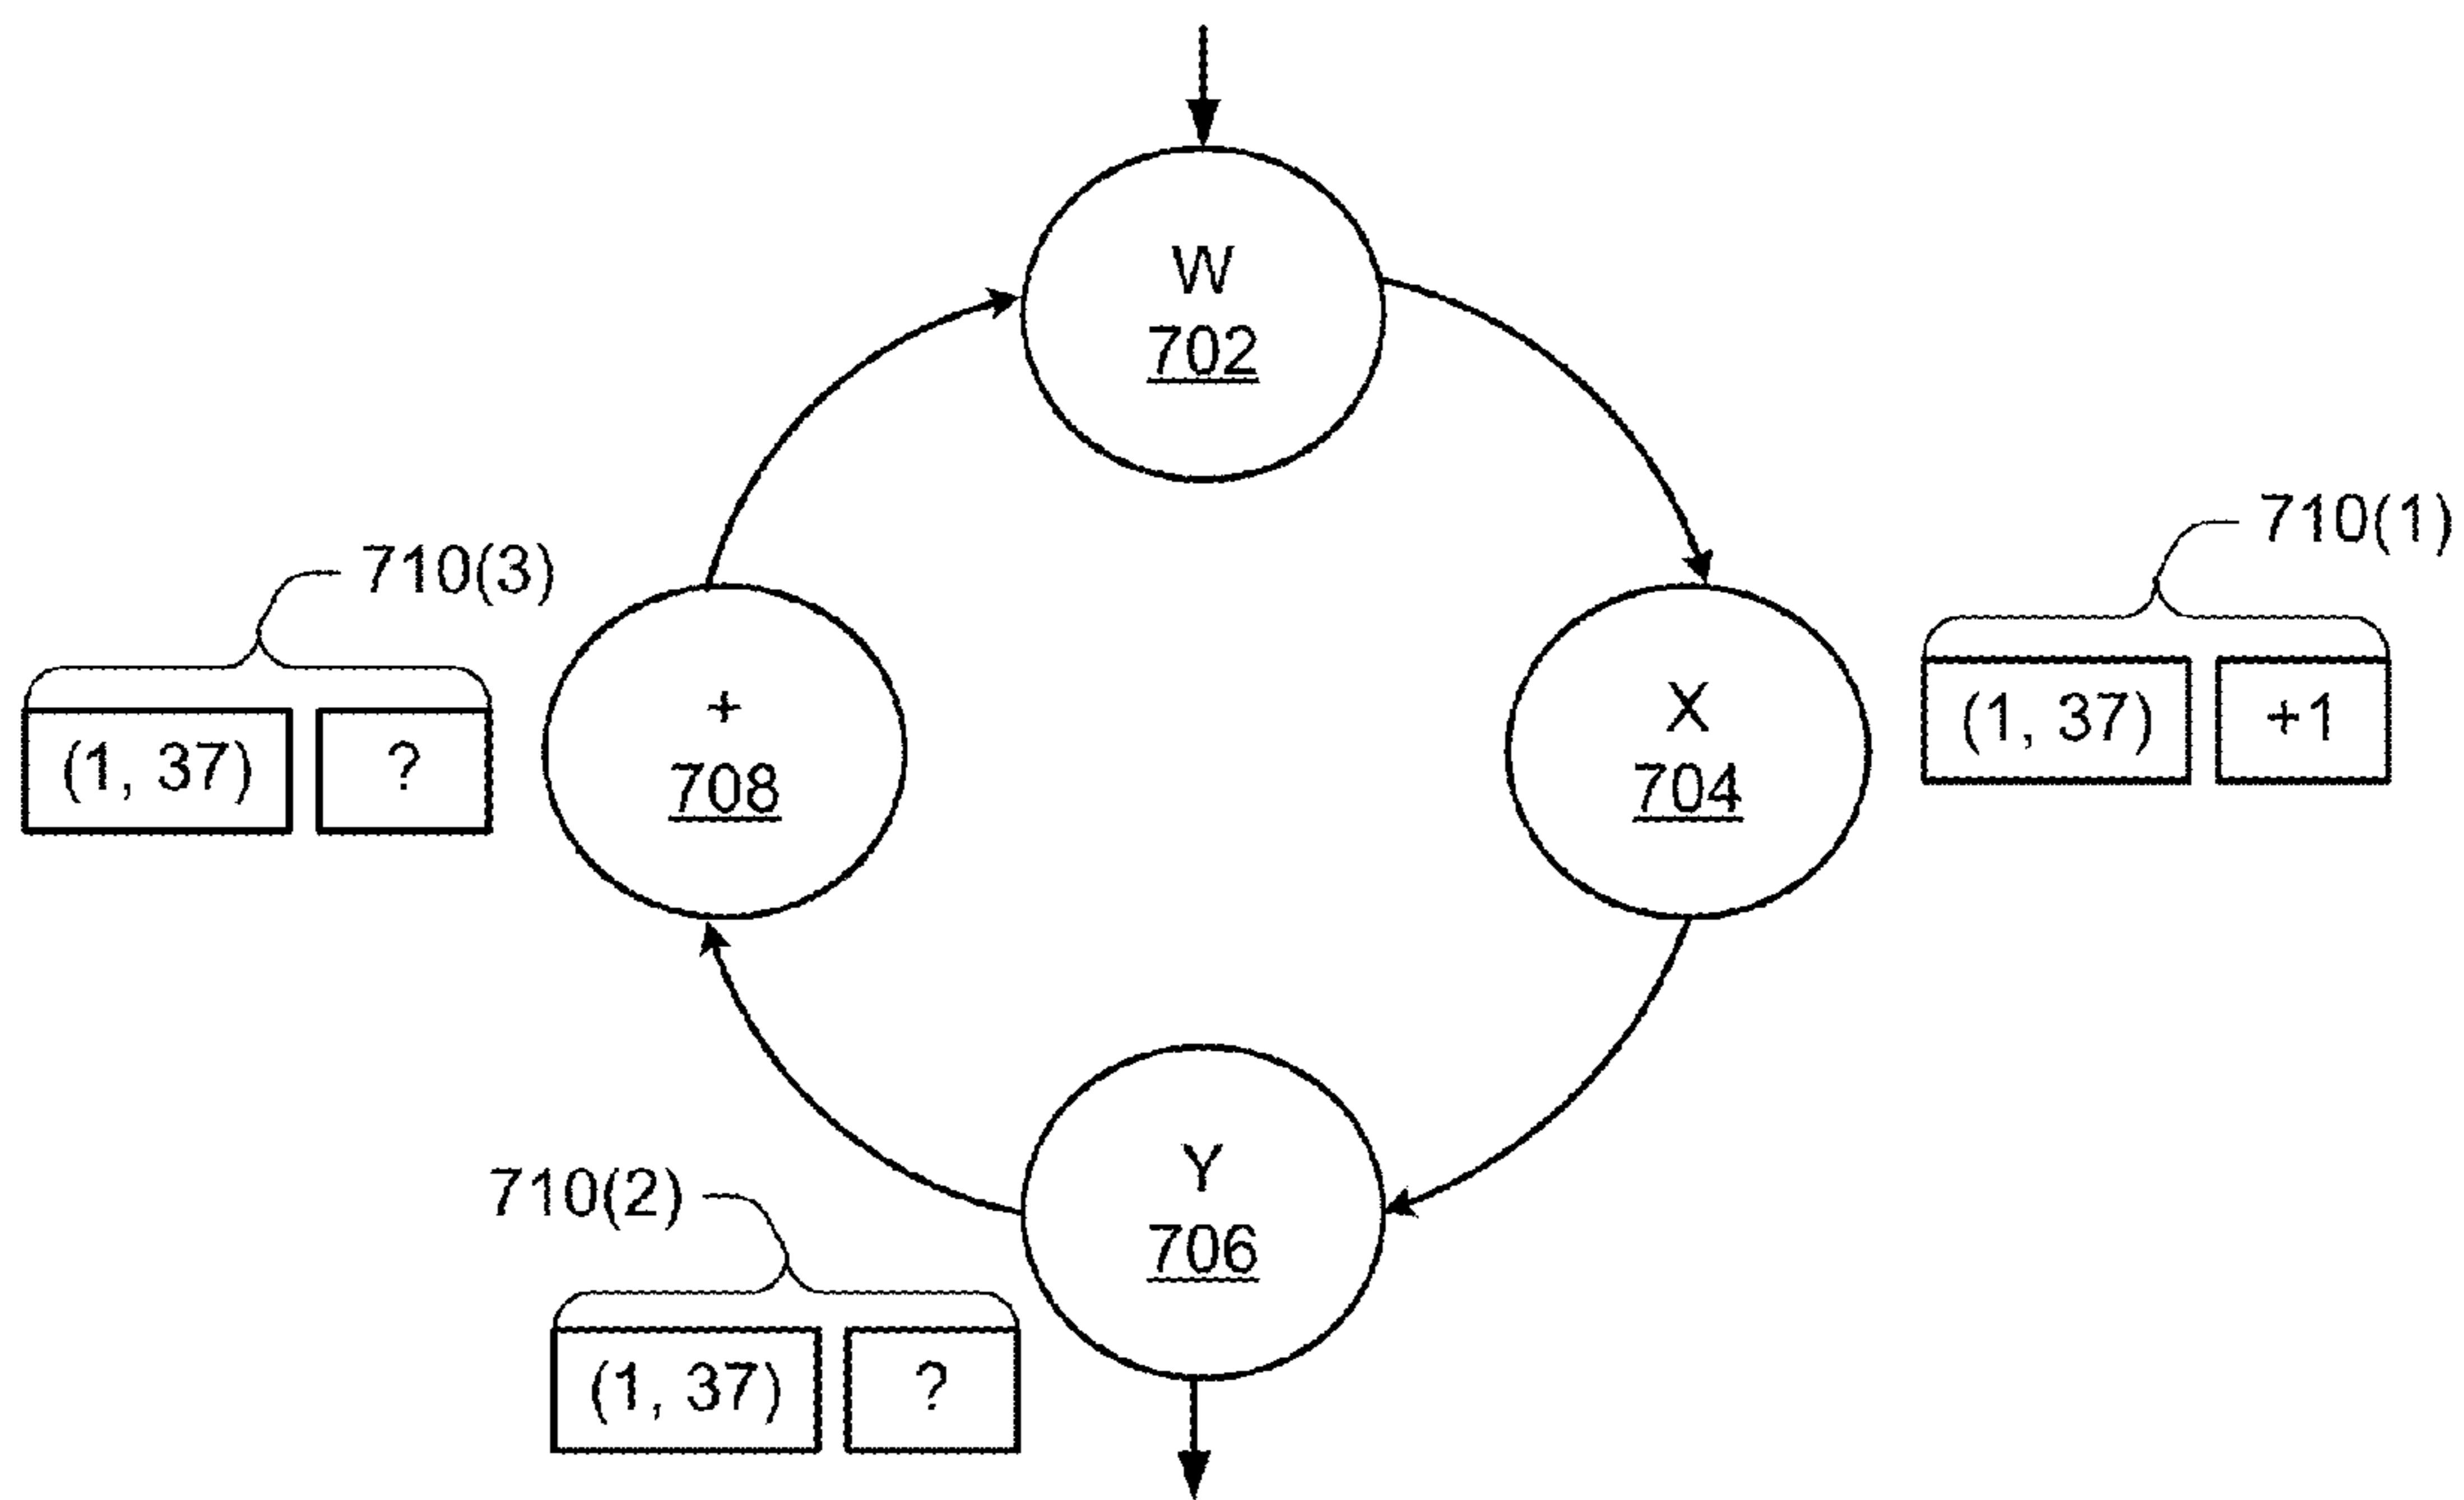 W
702
710(1)
710(3)
X
704
(1, 37) +1
+
708
(1, 37) ?
Y
706
710(2)
(1, 37) ?